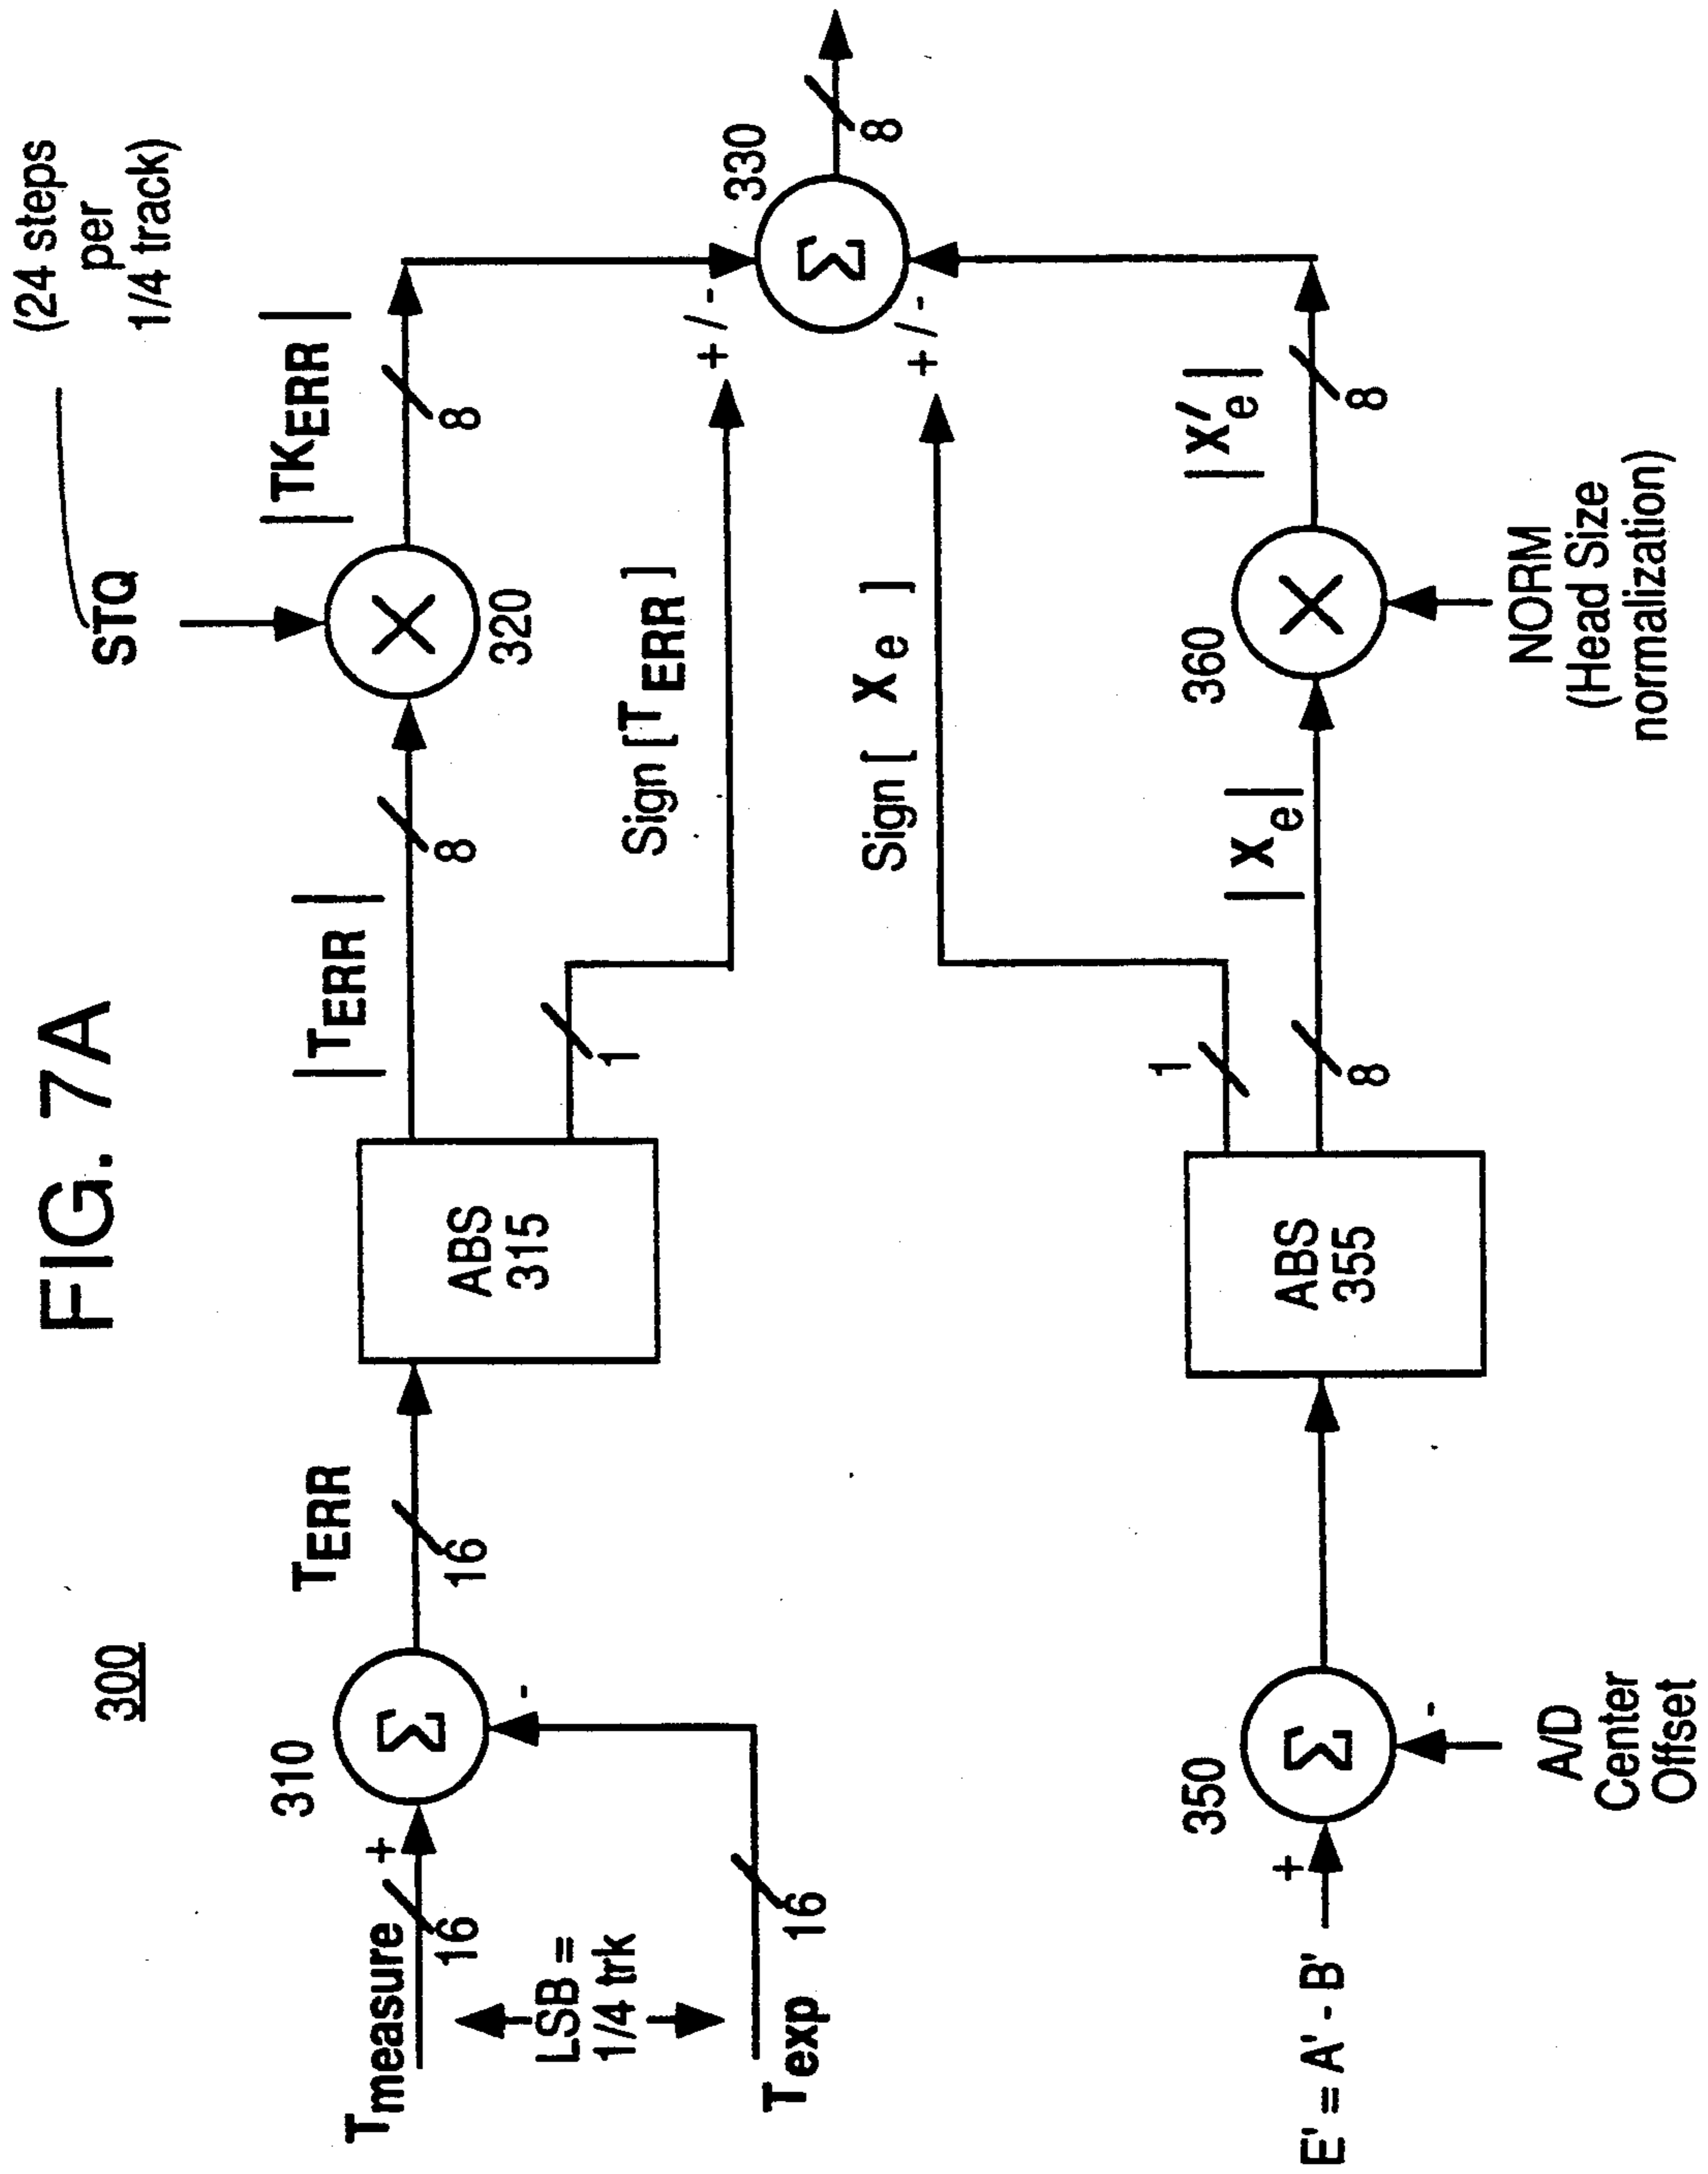 FIG. 7A
300
(24 steps
per
1/4 track)
STQ
Tmeasure
+
16
310
Σ
-
TERR
16
ABS
315
|TERR|
8
320
X
|TKERR|
8
LSB =
1/4 trk
Texp
16
1
Sign [TERR]
+ / -
330
Σ
8
+ / -
Sign [ Xe ]
1
E' = A' - B'
+
350
Σ
-
A/D
Center
Offset
ABS
355
8
|Xe|
360
X
NORM
(Head Size
normalization)
|X'e|
8